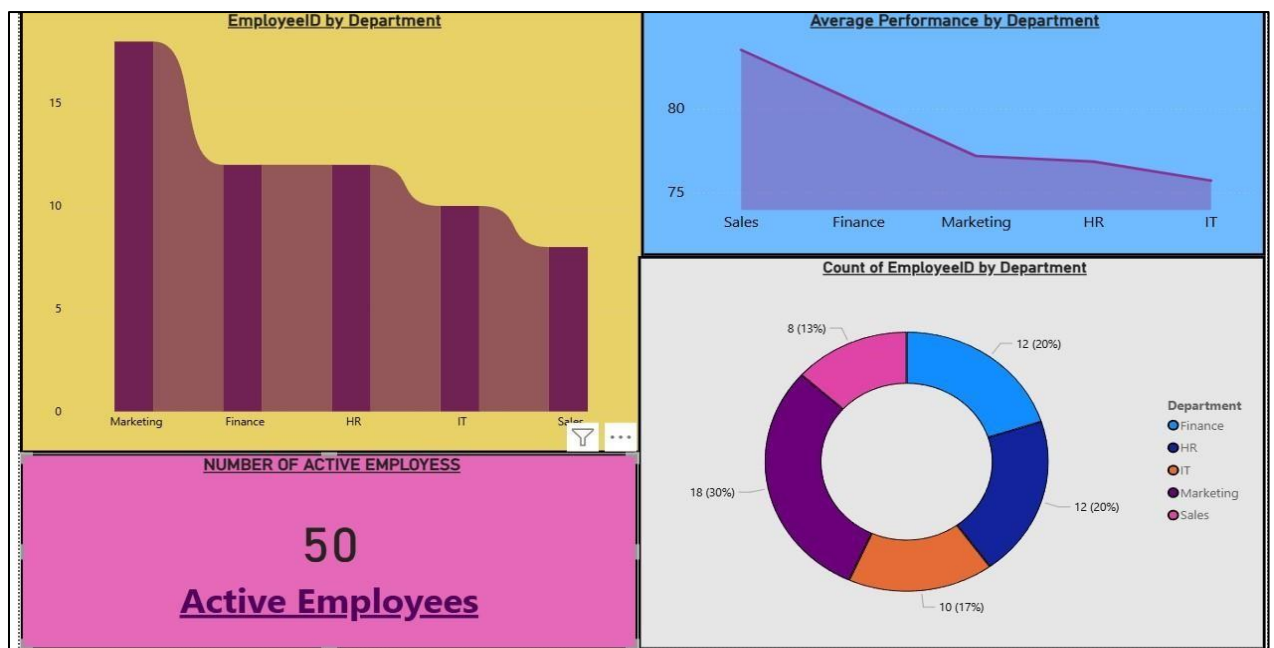 EmployeeID by Department
15
10
5
0
Marketing Finance HR IT Sales
Average Performance by Department
80
75
Sales Finance Marketing HR IT
NUMBER OF ACTIVE EMPLOYESS
50
Active Employees
Count of EmployeeID by Department
8 (13%)
12 (20%)
18 (30%)
12 (20%)
10 (17%)
Department
Finance
HR
IT
Marketing
Sales